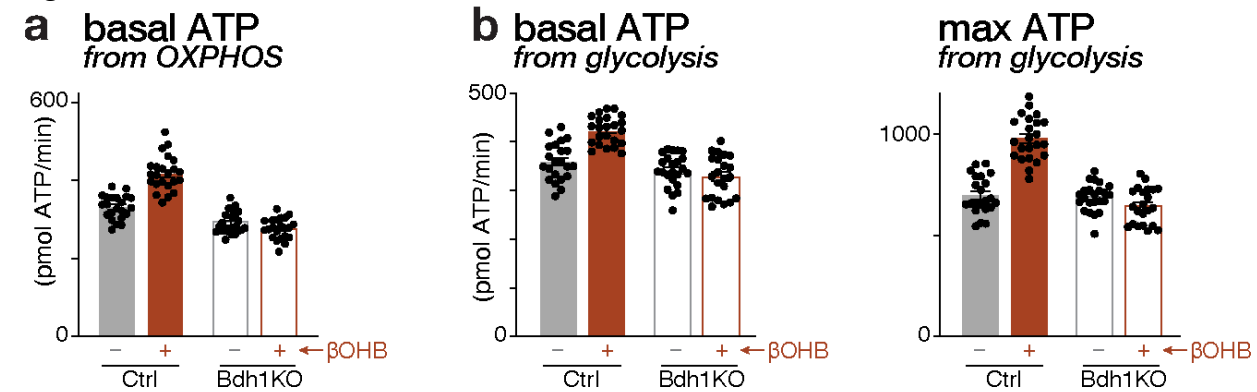 a basal ATP
from OXPHOS
(pmol ATP/min)
600
0
− + − + ←βOHB
Ctrl Bdh1KO
b basal ATP
from glycolysis
(pmol ATP/min)
500
0
− + − + ←βOHB
Ctrl Bdh1KO
max ATP
from glycolysis
1000
0
− + − + ←βOHB
Ctrl Bdh1KO